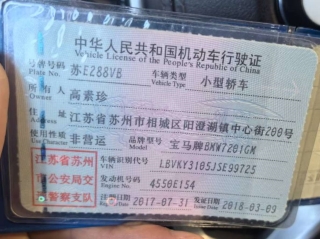 中华人民共和国机动车行驶证
Vehicle License of the People's Republic of China
号牌号码 苏E288VB 车辆类型 小型轿车
Plate No. Vehicle Type
所有人 高素珍
Owner
住址 江苏省苏州市相城区阳澄湖镇中心街200号
Address
使用性质 非营运 品牌型号 宝马牌BMW7201GM
Use Character Model
江苏省苏州 车辆识别代号 LBVKY3105JSE99725
VIN
市公安局交 发动机号码 4550E154
Engine No.
通警察支队 注册日期 2017-07-31 发证日期 2018-03-09
Register Date Issue Date